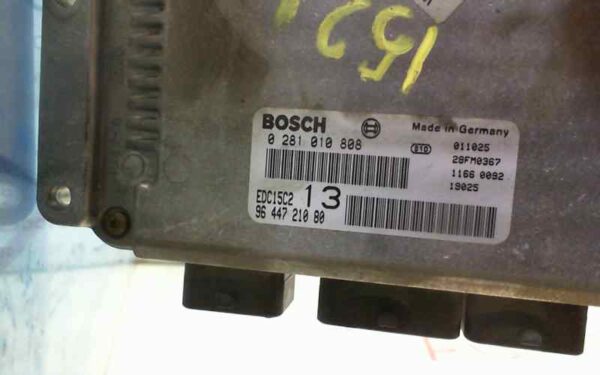 1521
BOSCH
Made in Germany
0 281 010 808
011025
28FM0367
1166 0092
19025
EDC15C2 13
96 447 210 80